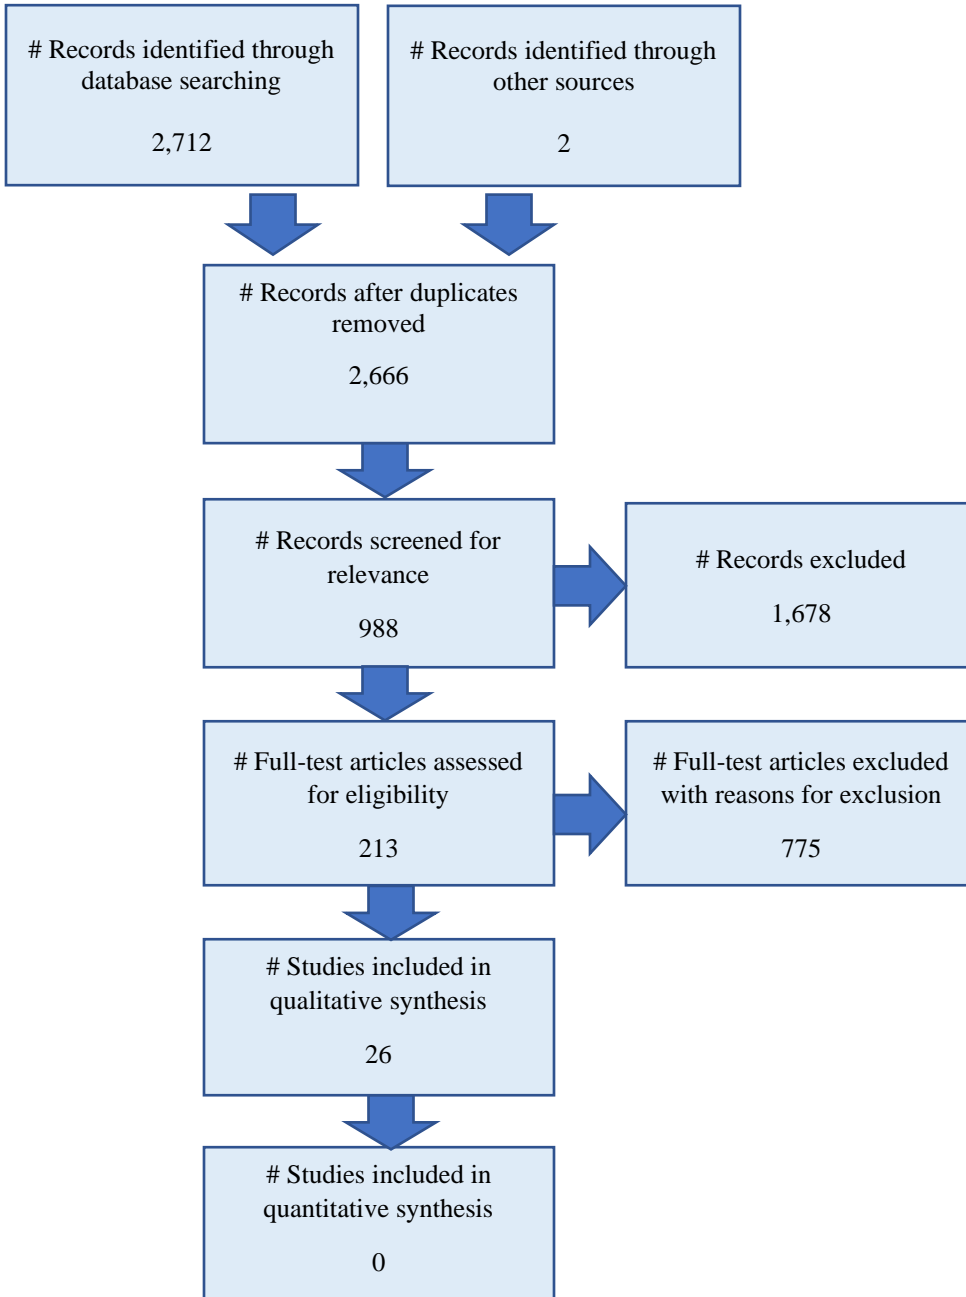 # Records identified through
database searching
2,712
# Records identified through
other sources
2
# Records after duplicates
removed
2,666
# Records screened for
relevance
988
# Records excluded
1,678
# Full-test articles assessed
for eligibility
213
# Full-test articles excluded
with reasons for exclusion
775
# Studies included in
qualitative synthesis
26
# Studies included in
quantitative synthesis
0